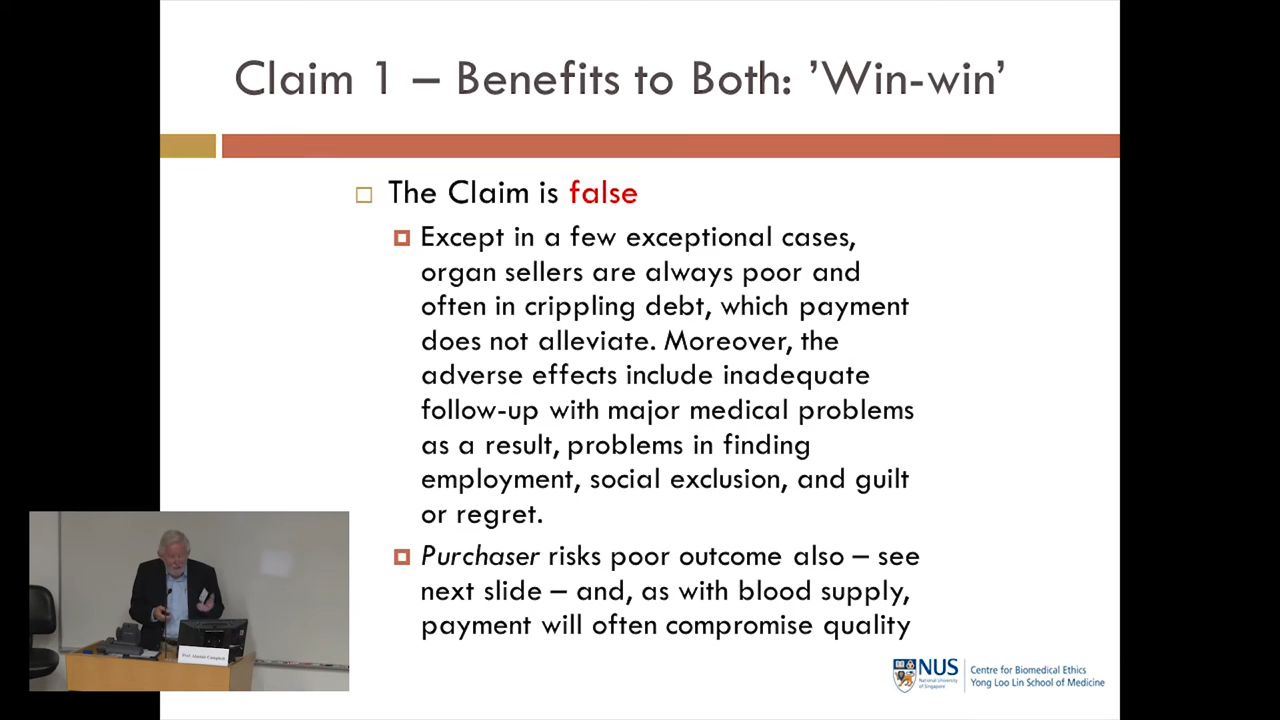 Claim 1 – Benefits to Both: ’Win-win’
The Claim is false
Except in a few exceptional cases,
organ sellers are always poor and
often in crippling debt, which payment
does not alleviate. Moreover, the
adverse effects include inadequate
follow-up with major medical problems
as a result, problems in finding
employment, social exclusion, and guilt
or regret.
Purchaser risks poor outcome also – see
next slide – and, as with blood supply,
payment will often compromise quality
Prof. Alastair Campbell
NUS
National University
of Singapore
Centre for Biomedical Ethics
Yong Loo Lin School of Medicine